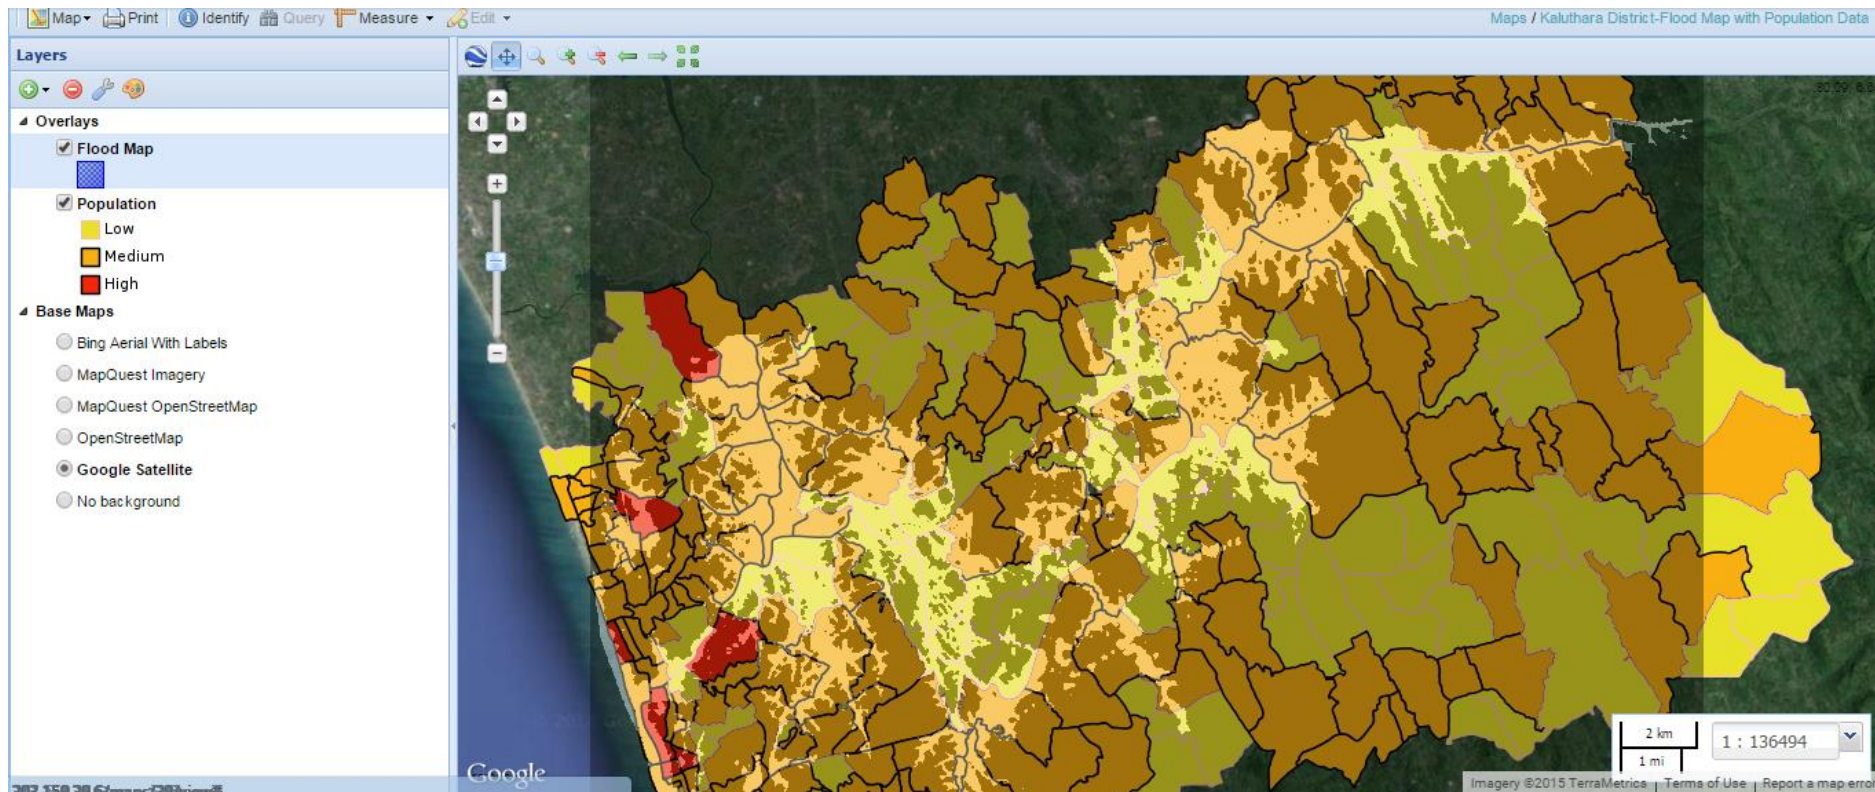 Map Print Identify Query Measure Edit
Maps / Kaluthara District-Flood Map with Population Data
Layers
Overlays
Flood Map
Population
Low
Medium
High
Base Maps
Bing Aerial With Labels
MapQuest Imagery
MapQuest OpenStreetMap
OpenStreetMap
Google Satellite
No background
2 km
1 mi
1 : 136494
Google
Imagery ©2015 TerraMetrics Terms of Use Report a map erro